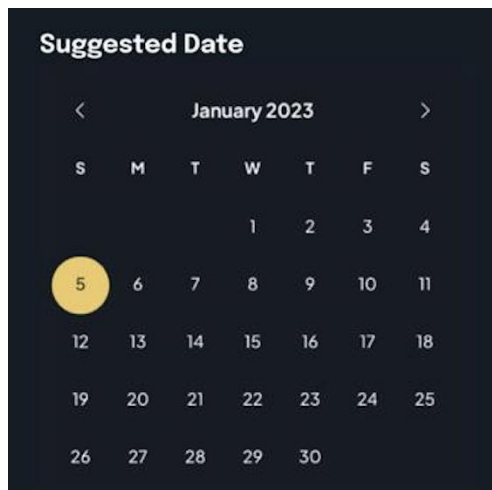 Suggested Date
< January 2023 >
S M T W T F S
1 2 3 4
5 6 7 8 9 10 11
12 13 14 15 16 17 18
19 20 21 22 23 24 25
26 27 28 29 30